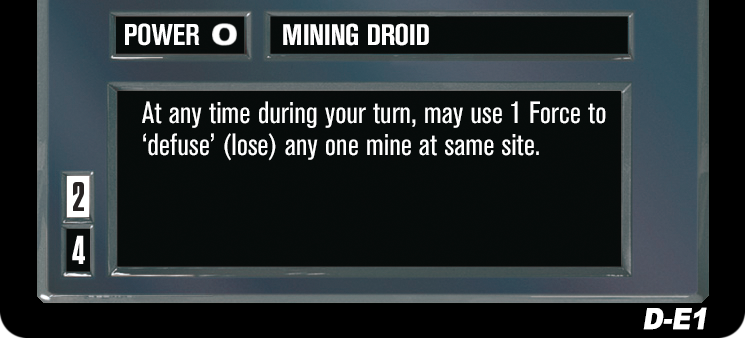 POWER 0 MINING DROID
At any time during your turn, may use 1 Force to
‘defuse’ (lose) any one mine at same site.
2
4
D-E1